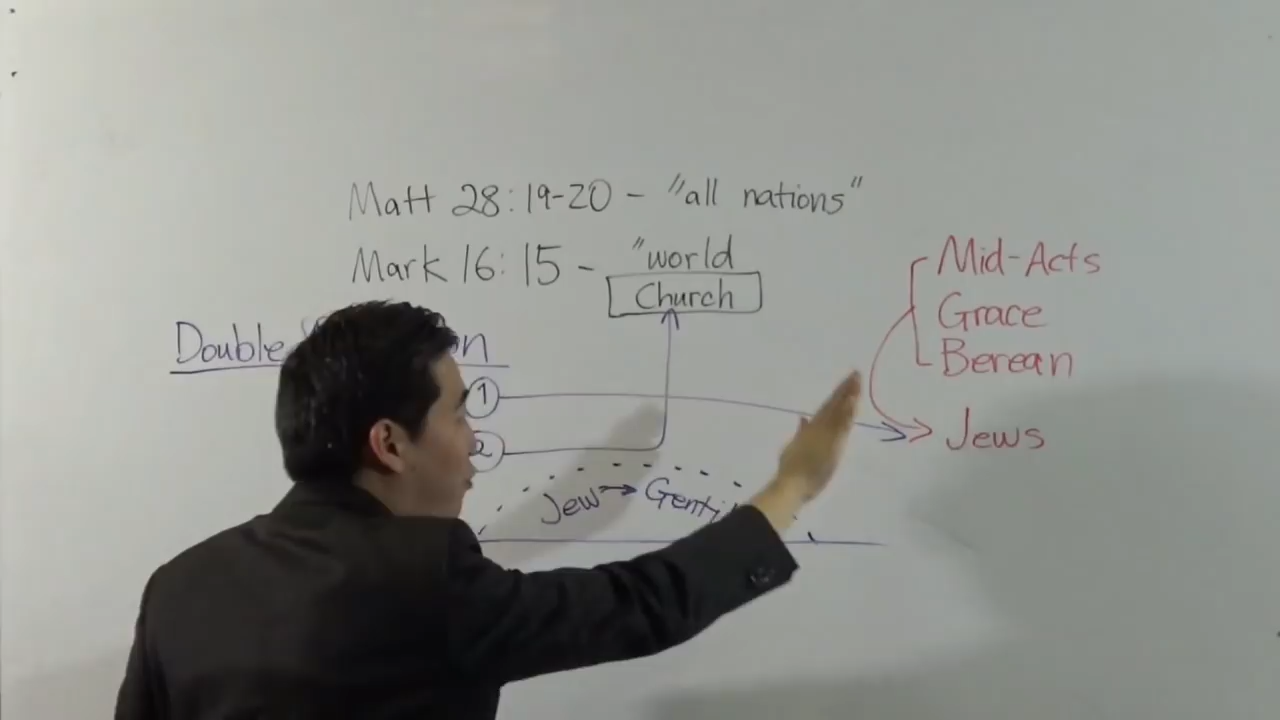 Matt 28:19-20 - "all nations"
Mark 16:15 - "world
Church
Mid-Acts
Grace
Berean
Double
1
2
Jews
Jew →